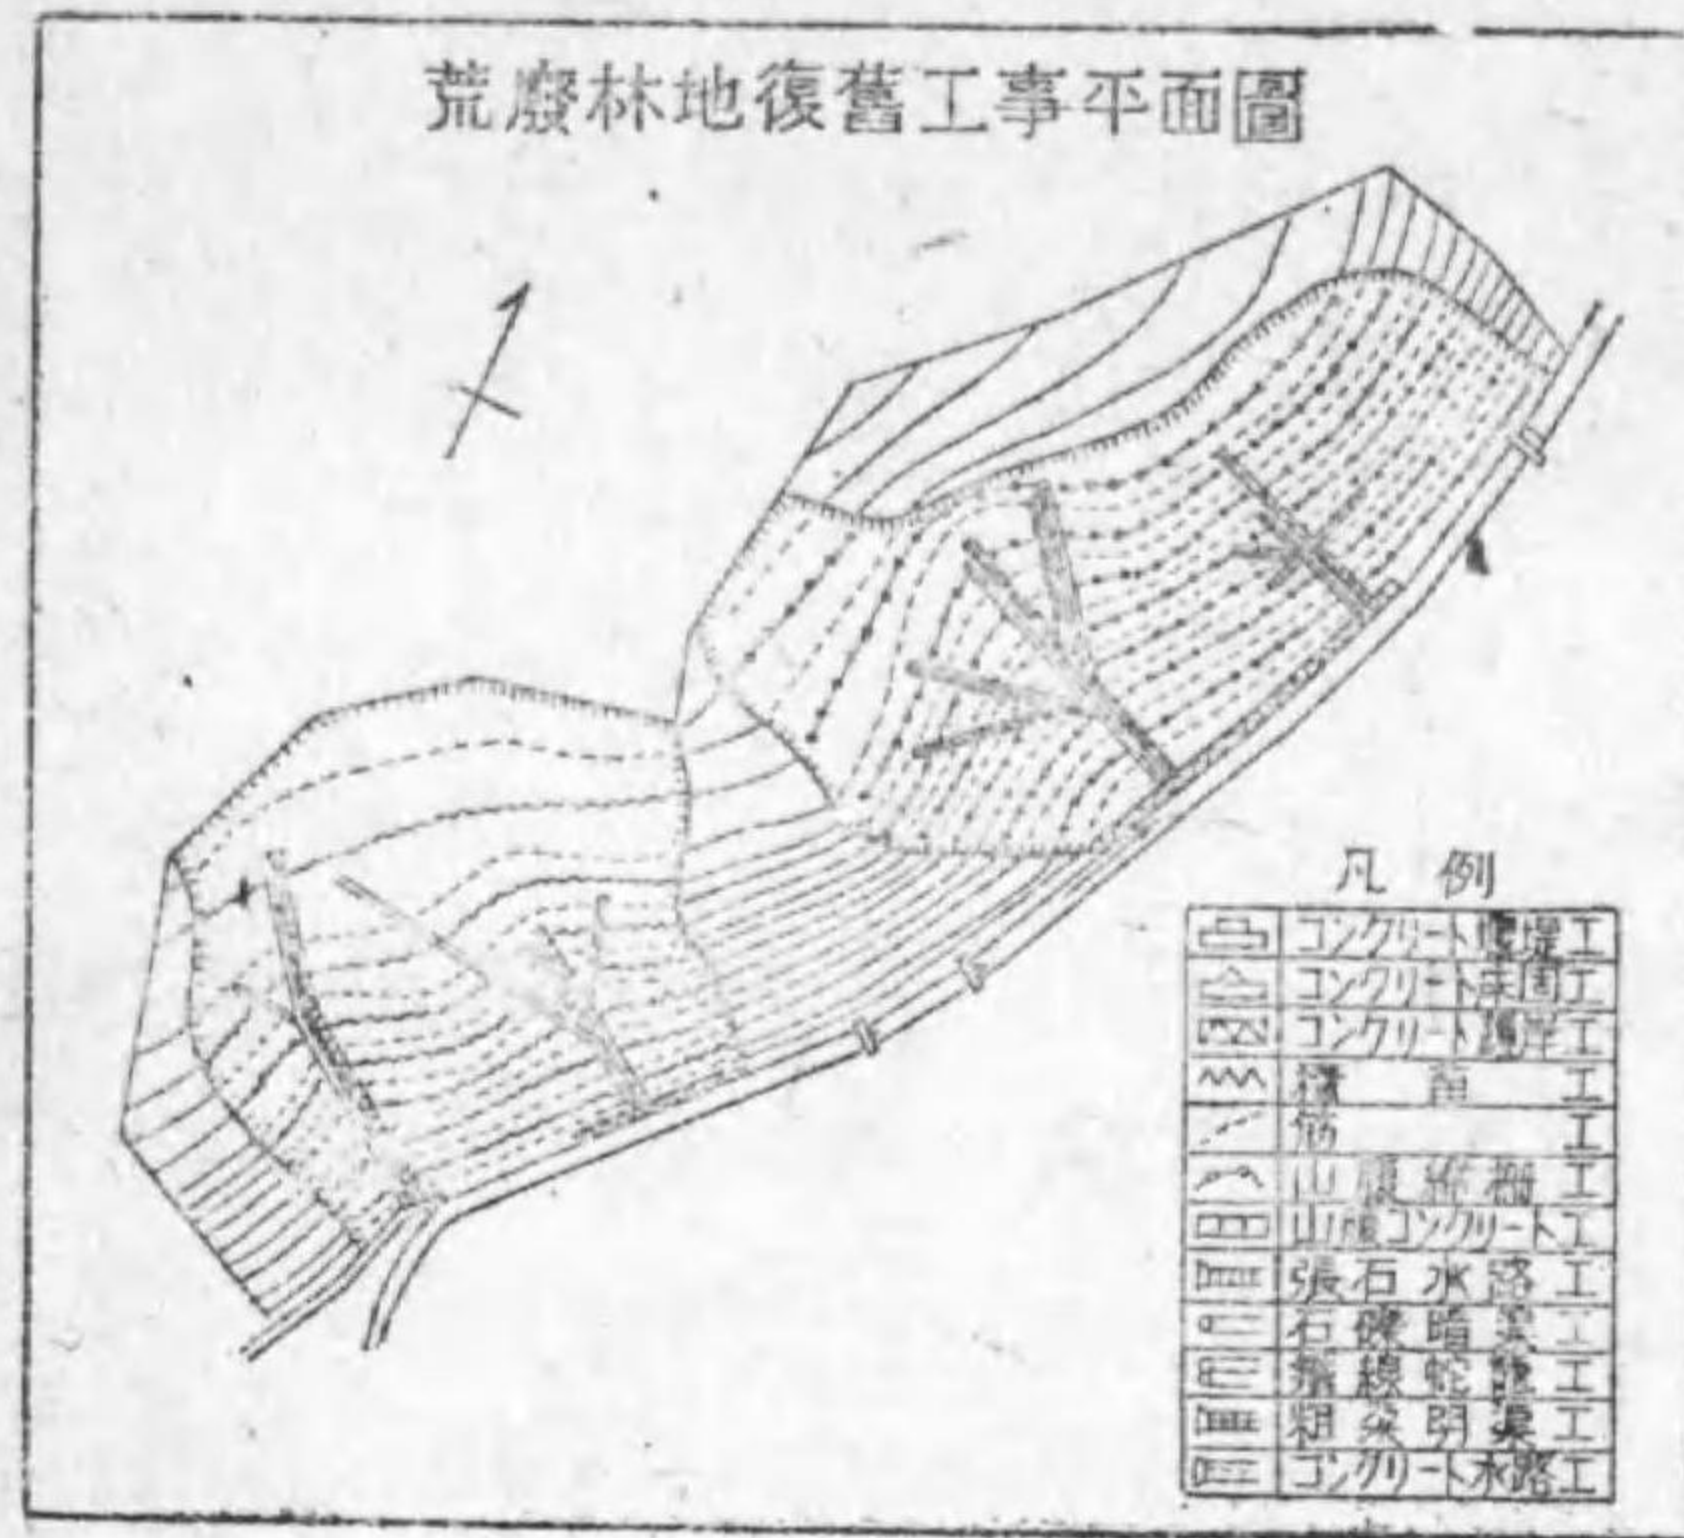 荒廢林地復舊工事平面圖
凡例
コンクリート堰堤工
コンクリート床固工
コンクリート護岸工
積苗工
筋工
山腹編柵工
山腹コンクリート工
張石水路工
石礫暗渠工
鐵線蛇籠工
粗朶明渠工
コンクリート水路工